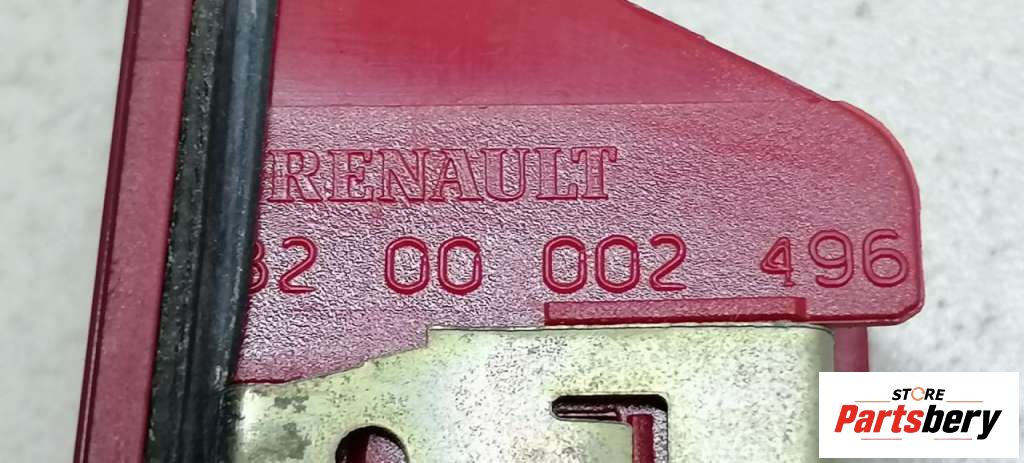 RENAULT
82 00 002 496
STORE
Partsbery